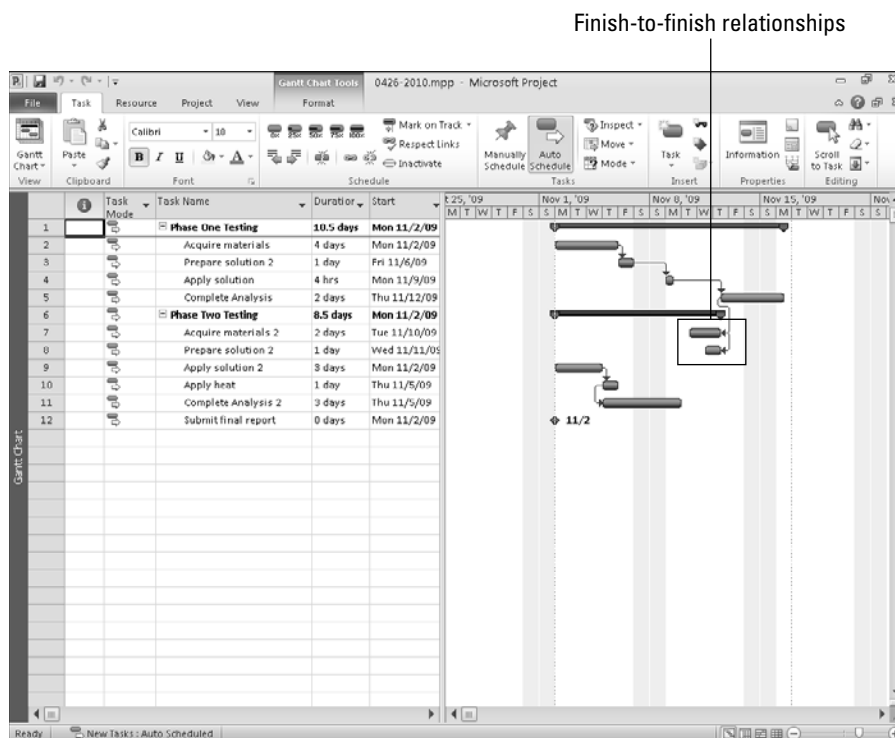 Finish-to-finish relationships
Gantt Chart Tools 0426-2010.mpp - Microsoft Project
File Task Resource Project View Format
Calibri 10
B I U A
Gantt Chart Paste Mark on Track Respect Links Inactivate Manually Schedule Auto Schedule Inspect Move Mode Task Information Scroll to Task
View Clipboard Font Schedule Tasks Insert Properties Editing
Task Mode Task Name Duration Start t 25, '09 Nov 1, '09 Nov 8, '09 Nov 15, '09 Nov
M T W T F S S M T W T F S S M T W T F S S M T W T F S S
1 Phase One Testing 10.5 days Mon 11/2/09
2 Acquire materials 4 days Mon 11/2/09
3 Prepare solution 2 1 day Fri 11/6/09
4 Apply solution 4 hrs Mon 11/9/09
5 Complete Analysis 2 days Thu 11/12/09
6 Phase Two Testing 8.5 days Mon 11/2/09
7 Acquire materials 2 2 days Tue 11/10/09
8 Prepare solution 2 1 day Wed 11/11/09
9 Apply solution 2 3 days Mon 11/2/09
10 Apply heat 1 day Thu 11/5/09
11 Complete Analysis 2 3 days Thu 11/5/09
12 Submit final report 0 days Mon 11/2/09 11/2
Gantt Chart
Ready New Tasks : Auto Scheduled